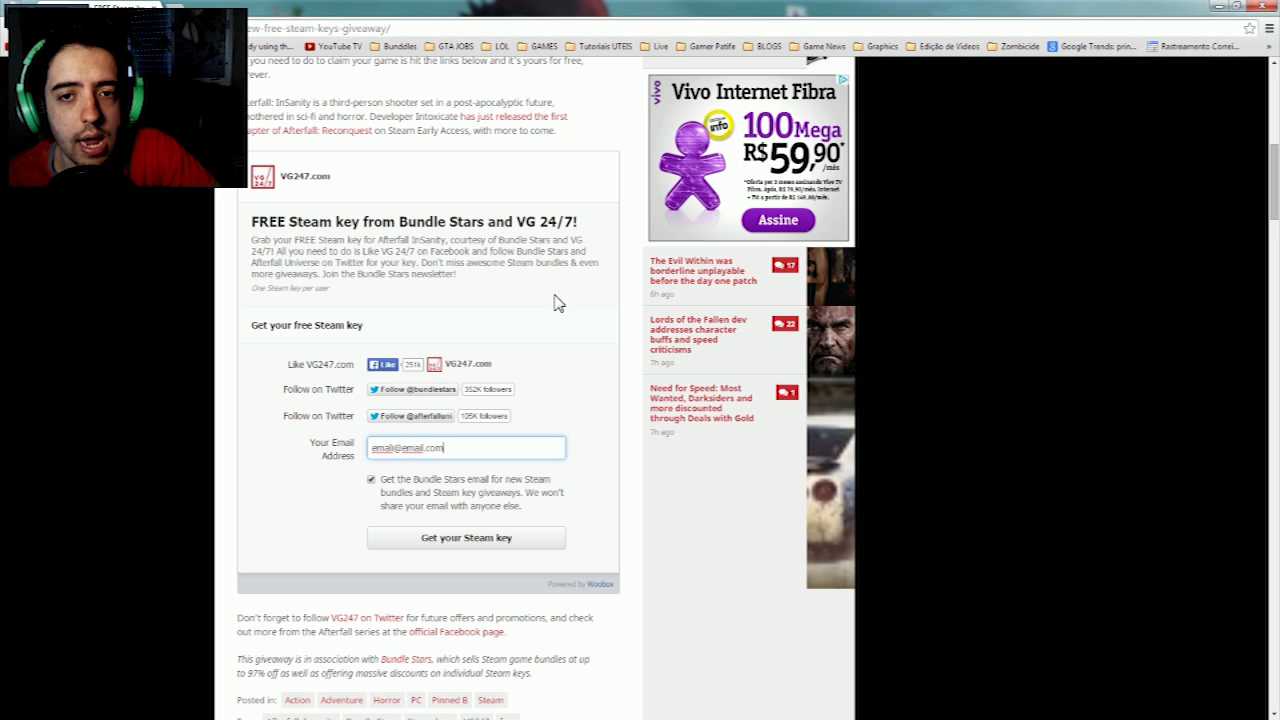 ew-free-steam-keys-giveaway/
dy using th...
YouTube TV
Bunddles
GTA JOBS
LOL
GAMES
Tutoriais UTEIS
Live
Gamer Patife
BLOGS
Game News
Graphics
Edição de Videos
Zombicide
Google Trends: prin...
Rastreamento Correi...
»
you need to do to claim your game is hit the links below and it's yours for free,
rever.
terfall: InSanity is a third-person shooter set in a post-apocalyptic future,
mothered in sci-fi and horror. Developer Intoxicate has just released the first
apter of Afterfall: Reconquest on Steam Early Access, with more to come.
VG247.com
FREE Steam key from Bundle Stars and VG 24/7!
Grab your FREE Steam key for Afterfall InSanity, courtesy of Bundle Stars and VG
24/7! All you need to do is Like VG 24/7 on Facebook and follow Bundle Stars and
Afterfall Universe on Twitter for your key. Don't miss awesome Steam bundles & even
more giveaways. Join the Bundle Stars newsletter!
One Steam key per user
Get your free Steam key
Like VG247.com
Like
251k
VG247.com
Follow on Twitter
Follow @bundlestars
352K followers
Follow on Twitter
Follow @afterfalluni
105K followers
Your Email
Address
emali@email.com
Get the Bundle Stars email for new Steam
bundles and Steam key giveaways. We won't
share your email with anyone else.
Get your Steam key
Powered by Woobox
Don't forget to follow VG247 on Twitter for future offers and promotions, and check
out more from the Afterfall series at the official Facebook page.
This giveaway is in association with Bundle Stars, which sells Steam game bundles at up
to 97% off as well as offering massive discounts on individual Steam keys.
Posted in:
Action
Adventure
Horror
PC
Pinned B
Steam
vivo
Vivo Internet Fibra
info
100Mega
R$59,90*
/mês
Assine
The Evil Within was
borderline unplayable
before the day one patch
17
6h ago
Lords of the Fallen dev
addresses character
buffs and speed
criticisms
22
7h ago
Need for Speed: Most
Wanted, Darksiders and
more discounted
through Deals with Gold
1
7h ago